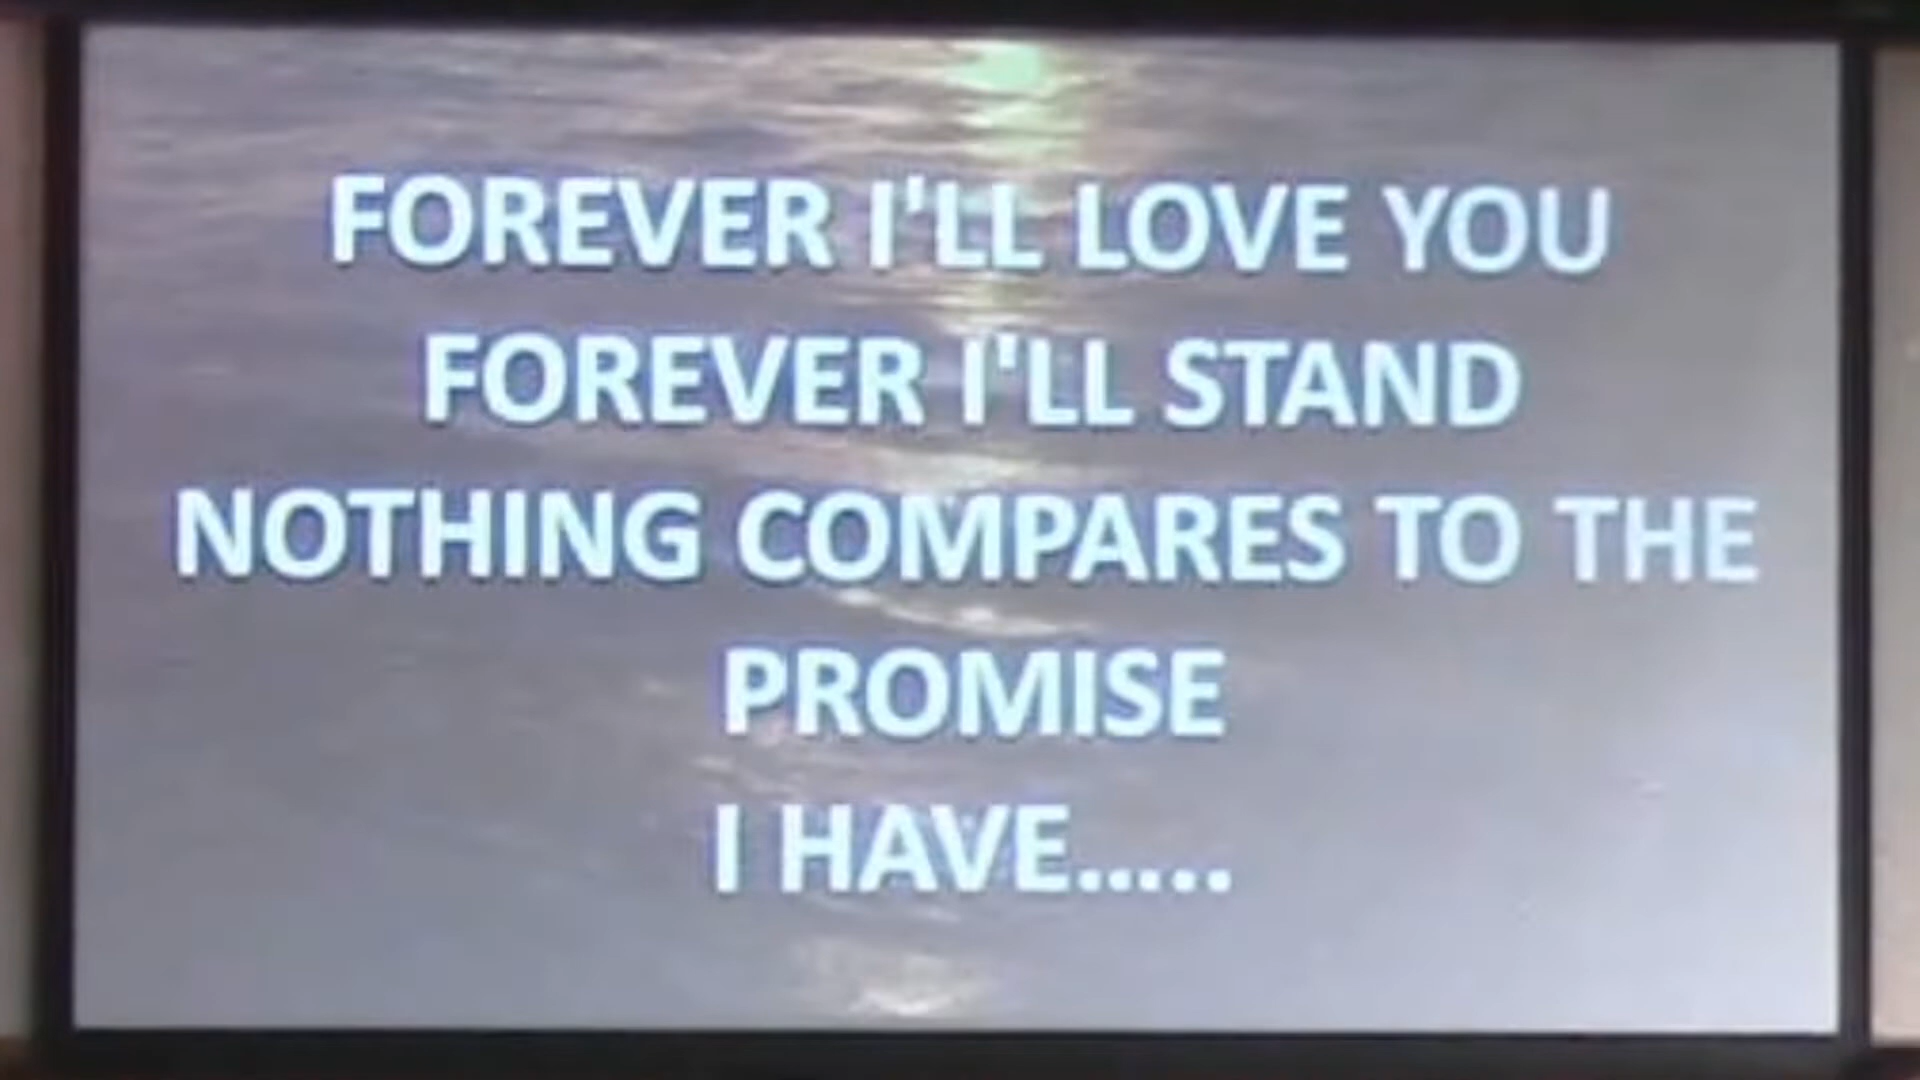 FOREVER I'LL LOVE YOU
FOREVER I'LL STAND
NOTHING COMPARES TO THE
PROMISE
I HAVE.....